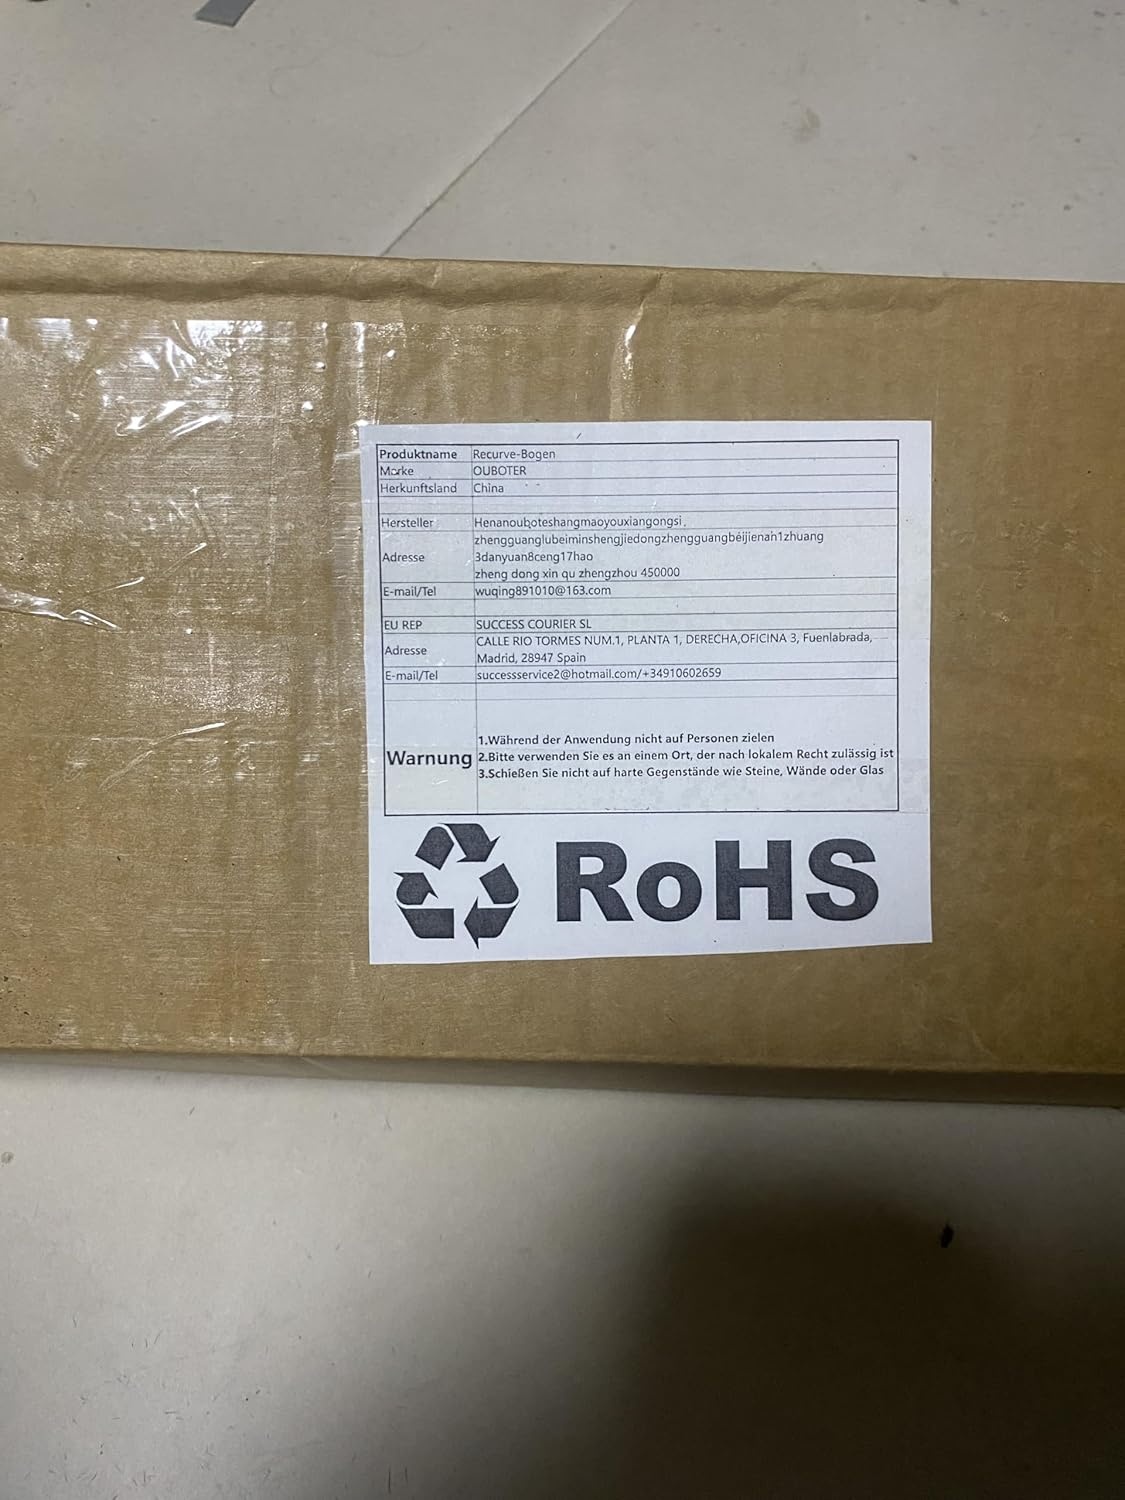 Produktname Recurve-Bogen
Marke OUBOTER
Herkunftsland China
Hersteller Henanouboteshangmaoyouxiangongsi
Adresse zhengguanglubeiminshengjiedongzhengguangbeijienan1zhuang
3danyuan8ceng17hao
zheng dong xin qu zhengzhou 450000
E-mail/Tel wuqing891010@163.com
EU REP SUCCESS COURIER SL
Adresse CALLE RIO TORMES NUM.1, PLANTA 1, DERECHA,OFICINA 3, Fuenlabrada,
Madrid, 28947 Spain
E-mail/Tel successservice2@hotmail.com/+34910602659
Warnung 1.Während der Anwendung nicht auf Personen zielen
2.Bitte verwenden Sie es an einem Ort, der nach lokalem Recht zulässig ist
3.Schießen Sie nicht auf harte Gegenstände wie Steine, Wände oder Glas
RoHS